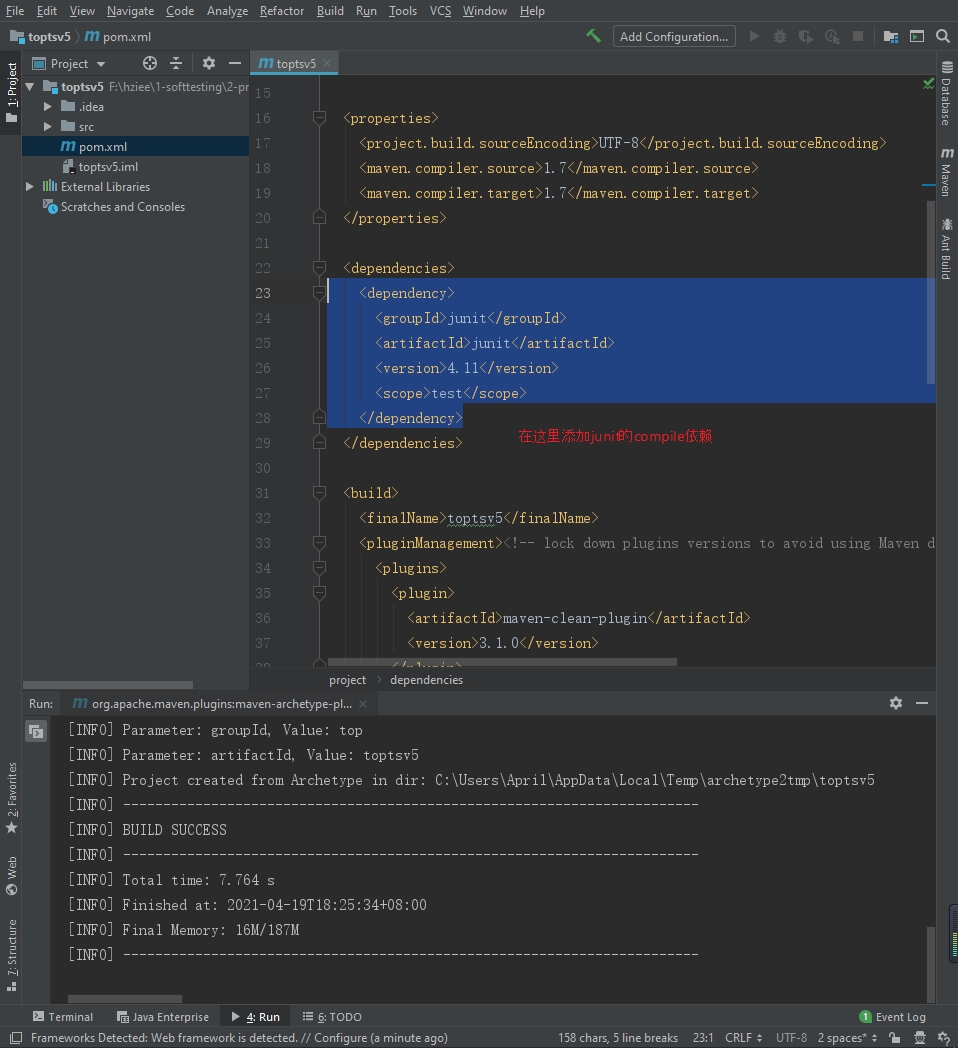 File Edit View Navigate Code Analyze Refactor Build Run Tools VCS Window Help
toptsv5 pom.xml Add Configuration...
1: Project
Project
toptsv5 F:\hziee\1-softtesting\2-pr
.idea
src
pom.xml
toptsv5.iml
External Libraries
Scratches and Consoles
toptsv5
15
16 <properties>
17 <project.build.sourceEncoding>UTF-8</project.build.sourceEncoding>
18 <maven.compiler.source>1.7</maven.compiler.source>
19 <maven.compiler.target>1.7</maven.compiler.target>
20 </properties>
21
22 <dependencies>
23 <dependency>
24 <groupId>junit</groupId>
25 <artifactId>junit</artifactId>
26 <version>4.11</version>
27 <scope>test</scope>
28 </dependency>
在这里添加junit的compile依赖
29 </dependencies>
30
31 <build>
32 <finalName>toptsv5</finalName>
33 <pluginManagement><!-- lock down plugins versions to avoid using Maven d
34 <plugins>
35 <plugin>
36 <artifactId>maven-clean-plugin</artifactId>
37 <version>3.1.0</version>
38 </plugin>
project dependencies
Database
Maven
Ant Build
Run: org.apache.maven.plugins:maven-archetype-pl...
[INFO] Parameter: groupId, Value: top
[INFO] Parameter: artifactId, Value: toptsv5
[INFO] Project created from Archetype in dir: C:\Users\April\AppData\Local\Temp\archetype2tmp\toptsv5
[INFO] ------------------------------------------------------------------------
[INFO] BUILD SUCCESS
[INFO] ------------------------------------------------------------------------
[INFO] Total time: 7.764 s
[INFO] Finished at: 2021-04-19T18:25:34+08:00
[INFO] Final Memory: 16M/187M
[INFO] ------------------------------------------------------------------------
2: Favorites
Web
7: Structure
Terminal Java Enterprise 4: Run 6: TODO 1 Event Log
Frameworks Detected: Web framework is detected. // Configure (a minute ago) 158 chars, 5 line breaks 23:1 CRLF UTF-8 2 spaces*